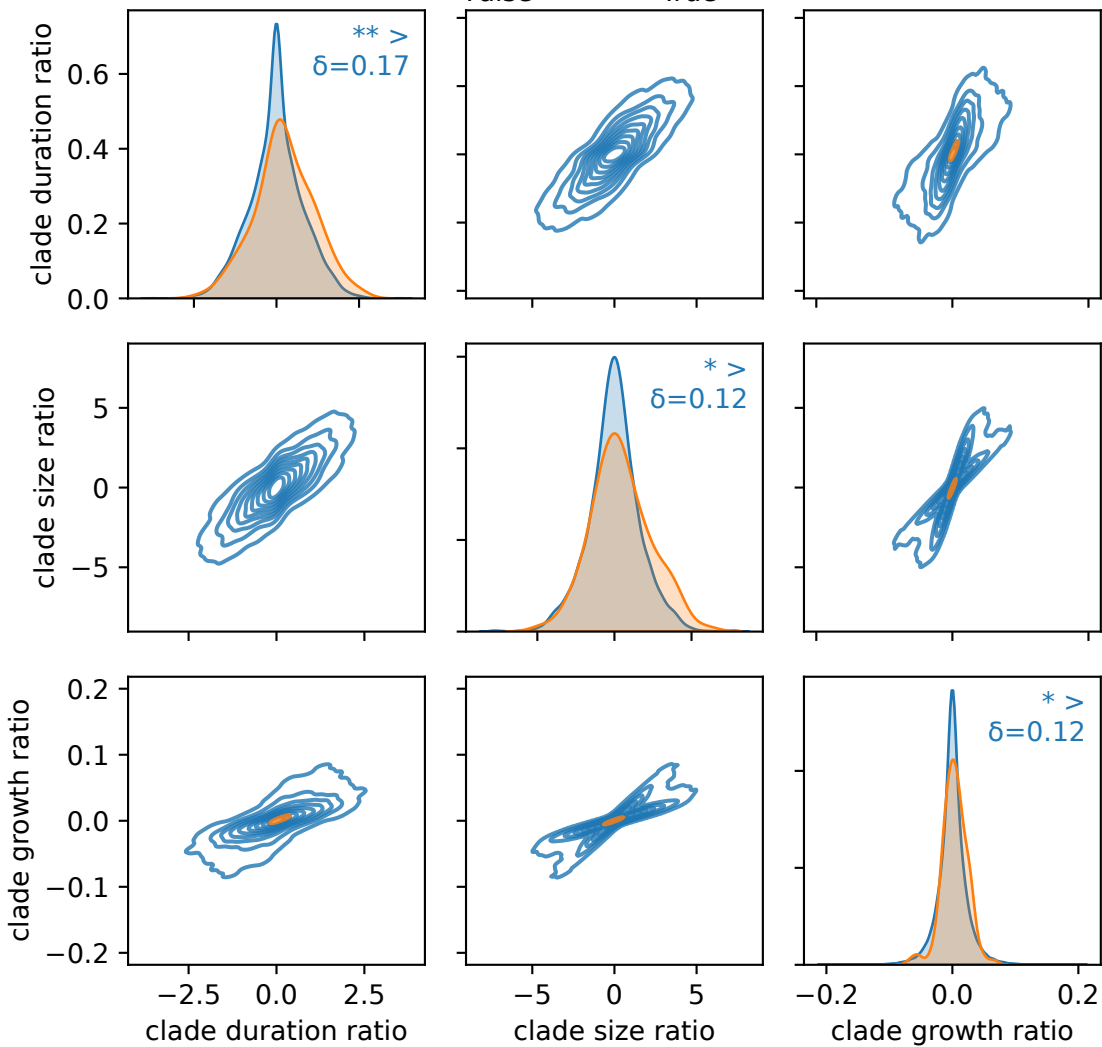 clade duration ratio
0.6
0.4
0.2
0.0
** >
δ=0.17
clade size ratio
5
0
−5
* >
δ=0.12
clade growth ratio
0.2
0.1
0.0
−0.1
−0.2
* >
δ=0.12
−2.5 0.0 2.5
−5 0 5
−0.2 0.0 0.2
clade duration ratio
clade size ratio
clade growth ratio